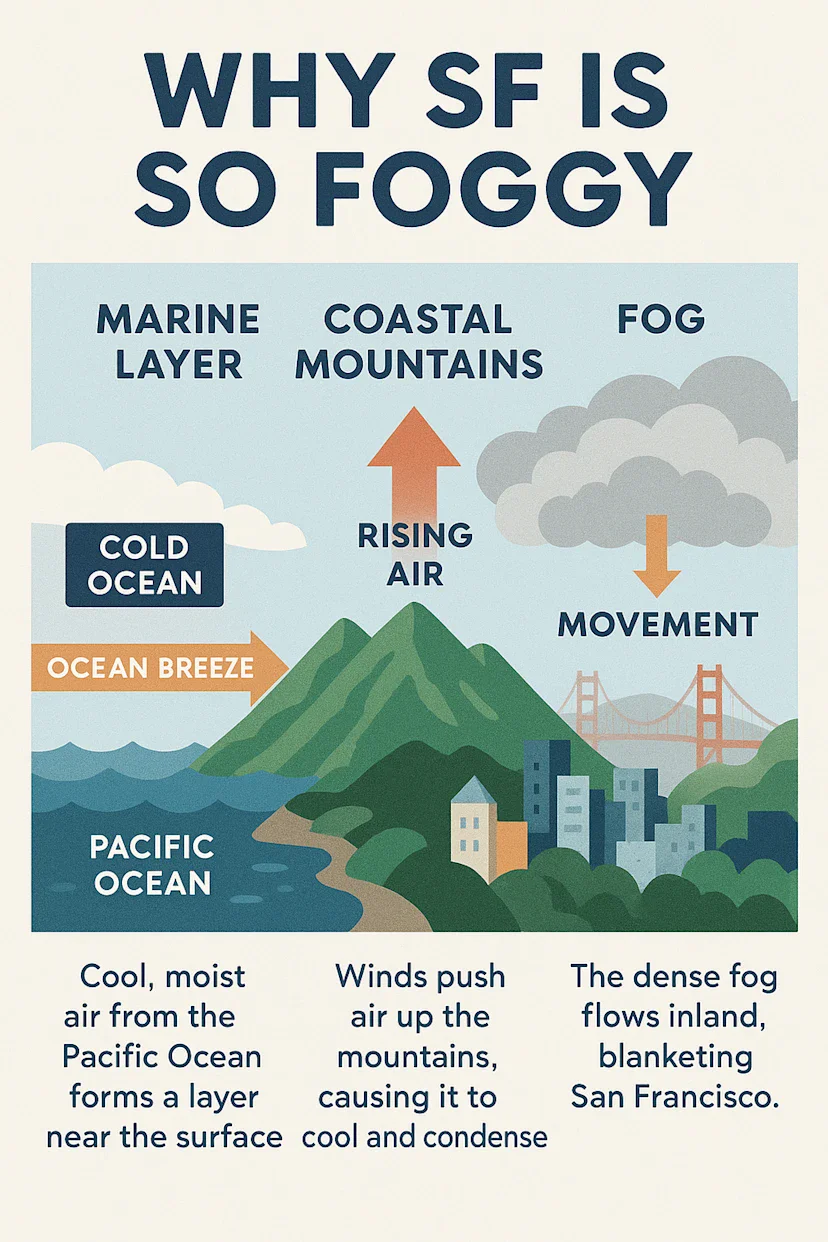 WHY SF IS
SO FOGGY
MARINE
LAYER
COASTAL
MOUNTAINS
FOG
COLD
OCEAN
RISING
AIR
MOVEMENT
OCEAN BREEZE
PACIFIC
OCEAN
Cool, moist
air from the
Pacific Ocean
forms a layer
near the surface
Winds push
air up the
mountains,
causing it to
cool and condense
The dense fog
flows inland,
blanketing
San Francisco.